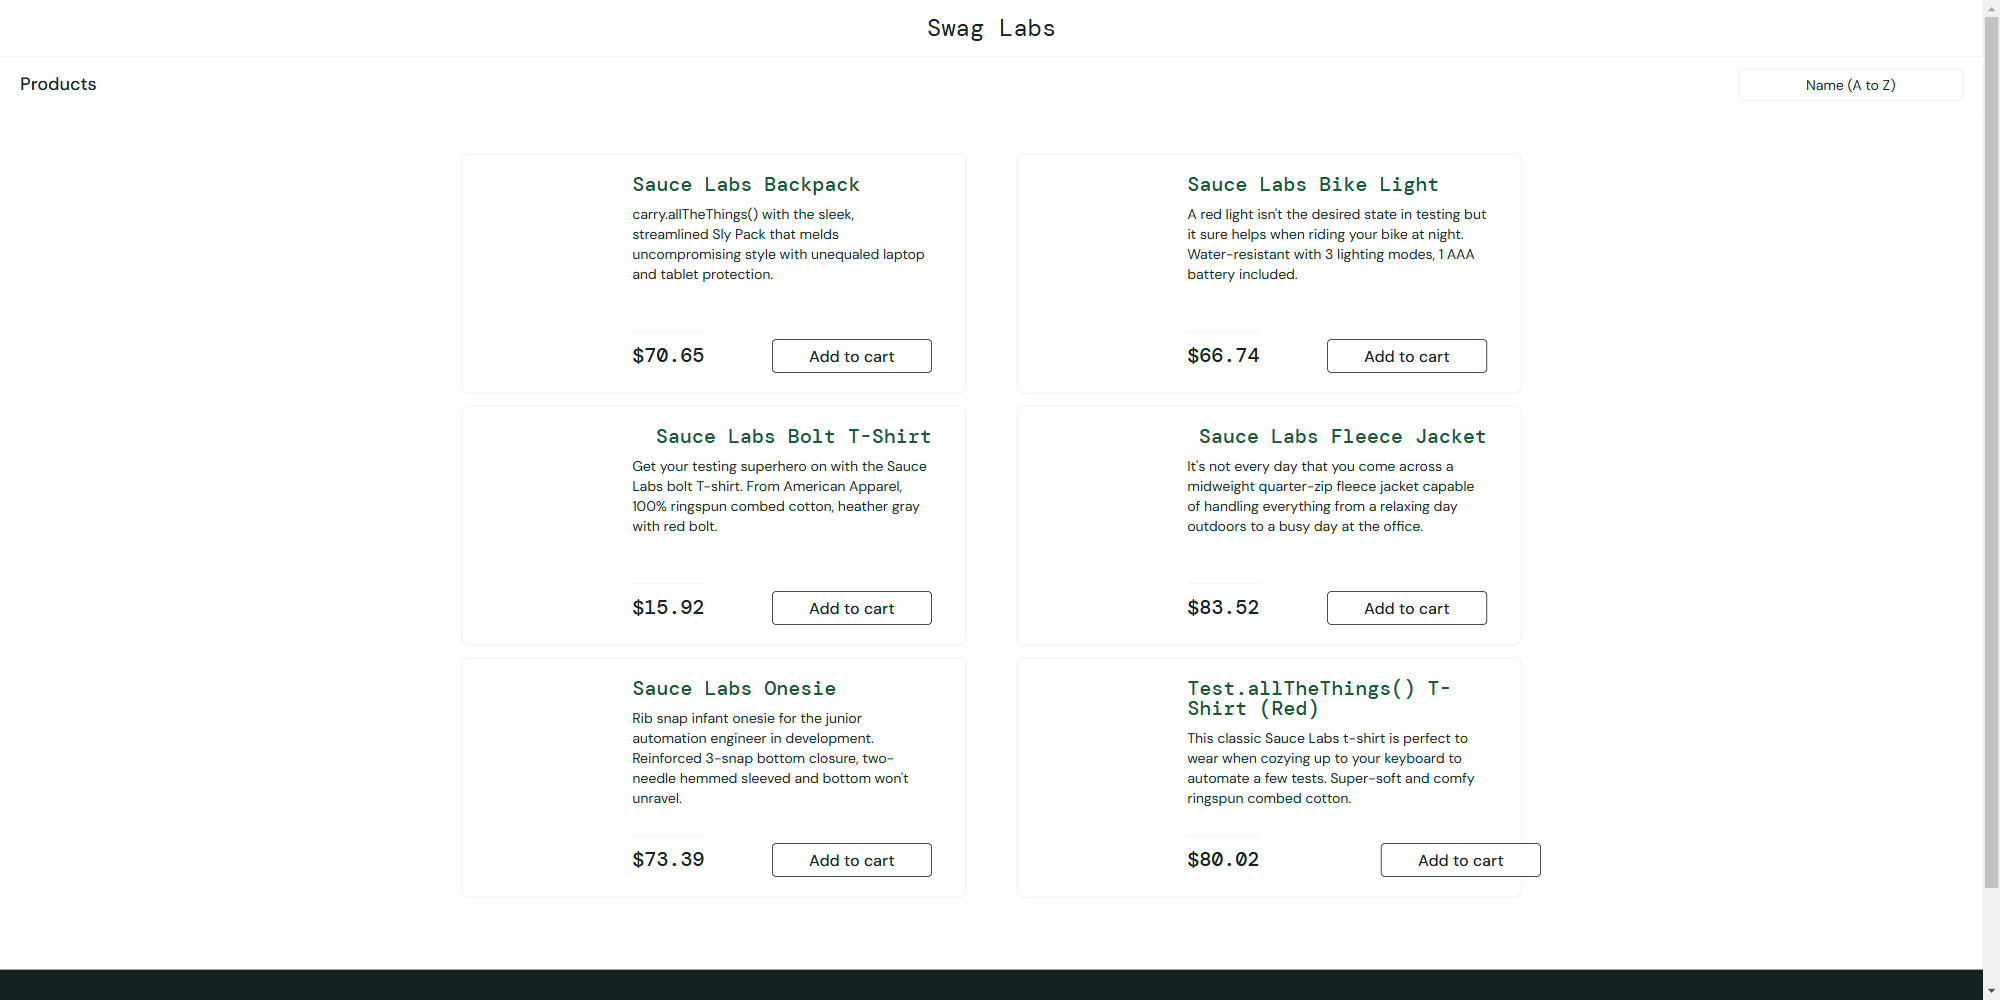 Swag Labs
Products
Name (A to Z)
Sauce Labs Backpack
carry.allTheThings() with the sleek,
streamlined Sly Pack that melds
uncompromising style with unequaled laptop
and tablet protection.
$70.65
Add to cart
Sauce Labs Bike Light
A red light isn't the desired state in testing but
it sure helps when riding your bike at night.
Water-resistant with 3 lighting modes, 1 AAA
battery included.
$66.74
Add to cart
Sauce Labs Bolt T-Shirt
Get your testing superhero on with the Sauce
Labs bolt T-shirt. From American Apparel,
100% ringspun combed cotton, heather gray
with red bolt.
$15.92
Add to cart
Sauce Labs Fleece Jacket
It's not every day that you come across a
midweight quarter-zip fleece jacket capable
of handling everything from a relaxing day
outdoors to a busy day at the office.
$83.52
Add to cart
Sauce Labs Onesie
Rib snap infant onesie for the junior
automation engineer in development.
Reinforced 3-snap bottom closure, two-
needle hemmed sleeved and bottom won't
unravel.
$73.39
Add to cart
Test.allTheThings() T-
Shirt (Red)
This classic Sauce Labs t-shirt is perfect to
wear when cozying up to your keyboard to
automate a few tests. Super-soft and comfy
ringspun combed cotton.
$80.02
Add to cart